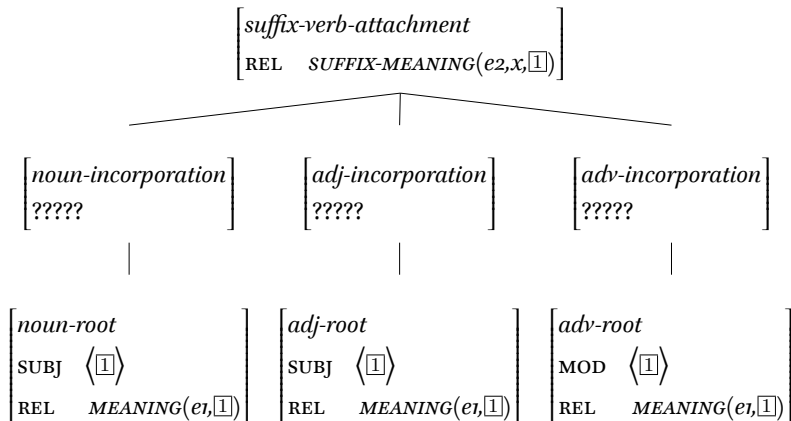 suffix-verb-attachment
REL SUFFIX-MEANING(e2,x,1)
noun-incorporation adj-incorporation adv-incorporation
????? ????? ?????
noun-root adj-root adv-root
SUBJ ⟨1⟩ SUBJ ⟨1⟩ MOD ⟨1⟩
REL MEANING(e1,1) REL MEANING(e1,1) REL MEANING(e1,1)